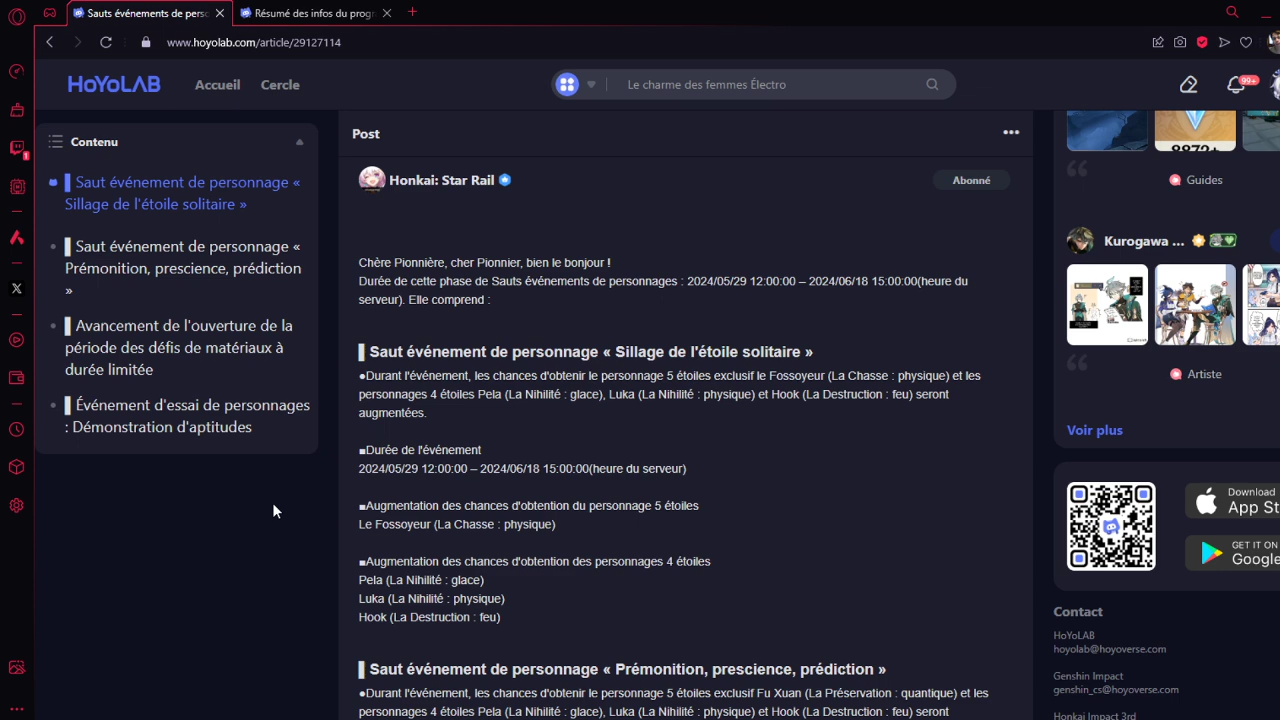 Sauts événements de perso
Résumé des infos du progr
www.hoyolab.com/article/29127114
HoYoLAB
Accueil
Cercle
Le charme des femmes Électro
99+
1
Contenu
Saut événement de personnage «
Sillage de l'étoile solitaire »
Saut événement de personnage «
Prémonition, prescience, prédiction
»
Avancement de l'ouverture de la
période des défis de matériaux à
durée limitée
Événement d'essai de personnages
: Démonstration d'aptitudes
Post
Honkai: Star Rail
Abonné
Chère Pionnière, cher Pionnier, bien le bonjour !
Durée de cette phase de Sauts événements de personnages : 2024/05/29 12:00:00 – 2024/06/18 15:00:00(heure du
serveur). Elle comprend :
▌Saut événement de personnage « Sillage de l'étoile solitaire »
●Durant l'événement, les chances d'obtenir le personnage 5 étoiles exclusif le Fossoyeur (La Chasse : physique) et les
personnages 4 étoiles Pela (La Nihilité : glace), Luka (La Nihilité : physique) et Hook (La Destruction : feu) seront
augmentées.
■Durée de l'événement
2024/05/29 12:00:00 – 2024/06/18 15:00:00(heure du serveur)
■Augmentation des chances d'obtention du personnage 5 étoiles
Le Fossoyeur (La Chasse : physique)
■Augmentation des chances d'obtention des personnages 4 étoiles
Pela (La Nihilité : glace)
Luka (La Nihilité : physique)
Hook (La Destruction : feu)
▌Saut événement de personnage « Prémonition, prescience, prédiction »
●Durant l'événement, les chances d'obtenir le personnage 5 étoiles exclusif Fu Xuan (La Préservation : quantique) et les
personnages 4 étoiles Pela (La Nihilité : glace), Luka (La Nihilité : physique) et Hook (La Destruction : feu) seront
8872+
Guides
Kurogawa ...
Artiste
Voir plus
Download
App St
GET IT ON
Google
Contact
HoYoLAB
hoyolab@hoyoverse.com
Genshin Impact
genshin_cs@hoyoverse.com
Honkai Impact 3rd